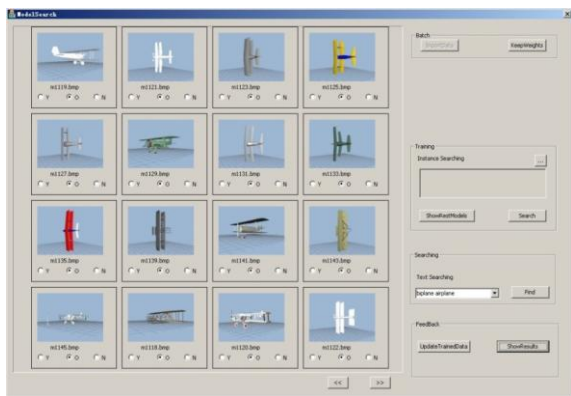 ModelSearch
m1119.bmp m1121.bmp m1123.bmp m1125.bmp
Y O N Y O N Y O N Y O N
m1127.bmp m1129.bmp m1131.bmp m1133.bmp
Y O N Y O N Y O N Y O N
m1135.bmp m1139.bmp m1141.bmp m1143.bmp
Y O N Y O N Y O N Y O N
m1145.bmp m1118.bmp m1120.bmp m1122.bmp
Y O N Y O N Y O N Y O N
<< >>
Batch
KeepWeights
Training
Instance Searching
...
ShowRestModels Search
Searching
Text Searching
biplane airplane Find
FeedBack
UpdateTrainedData ShowResults